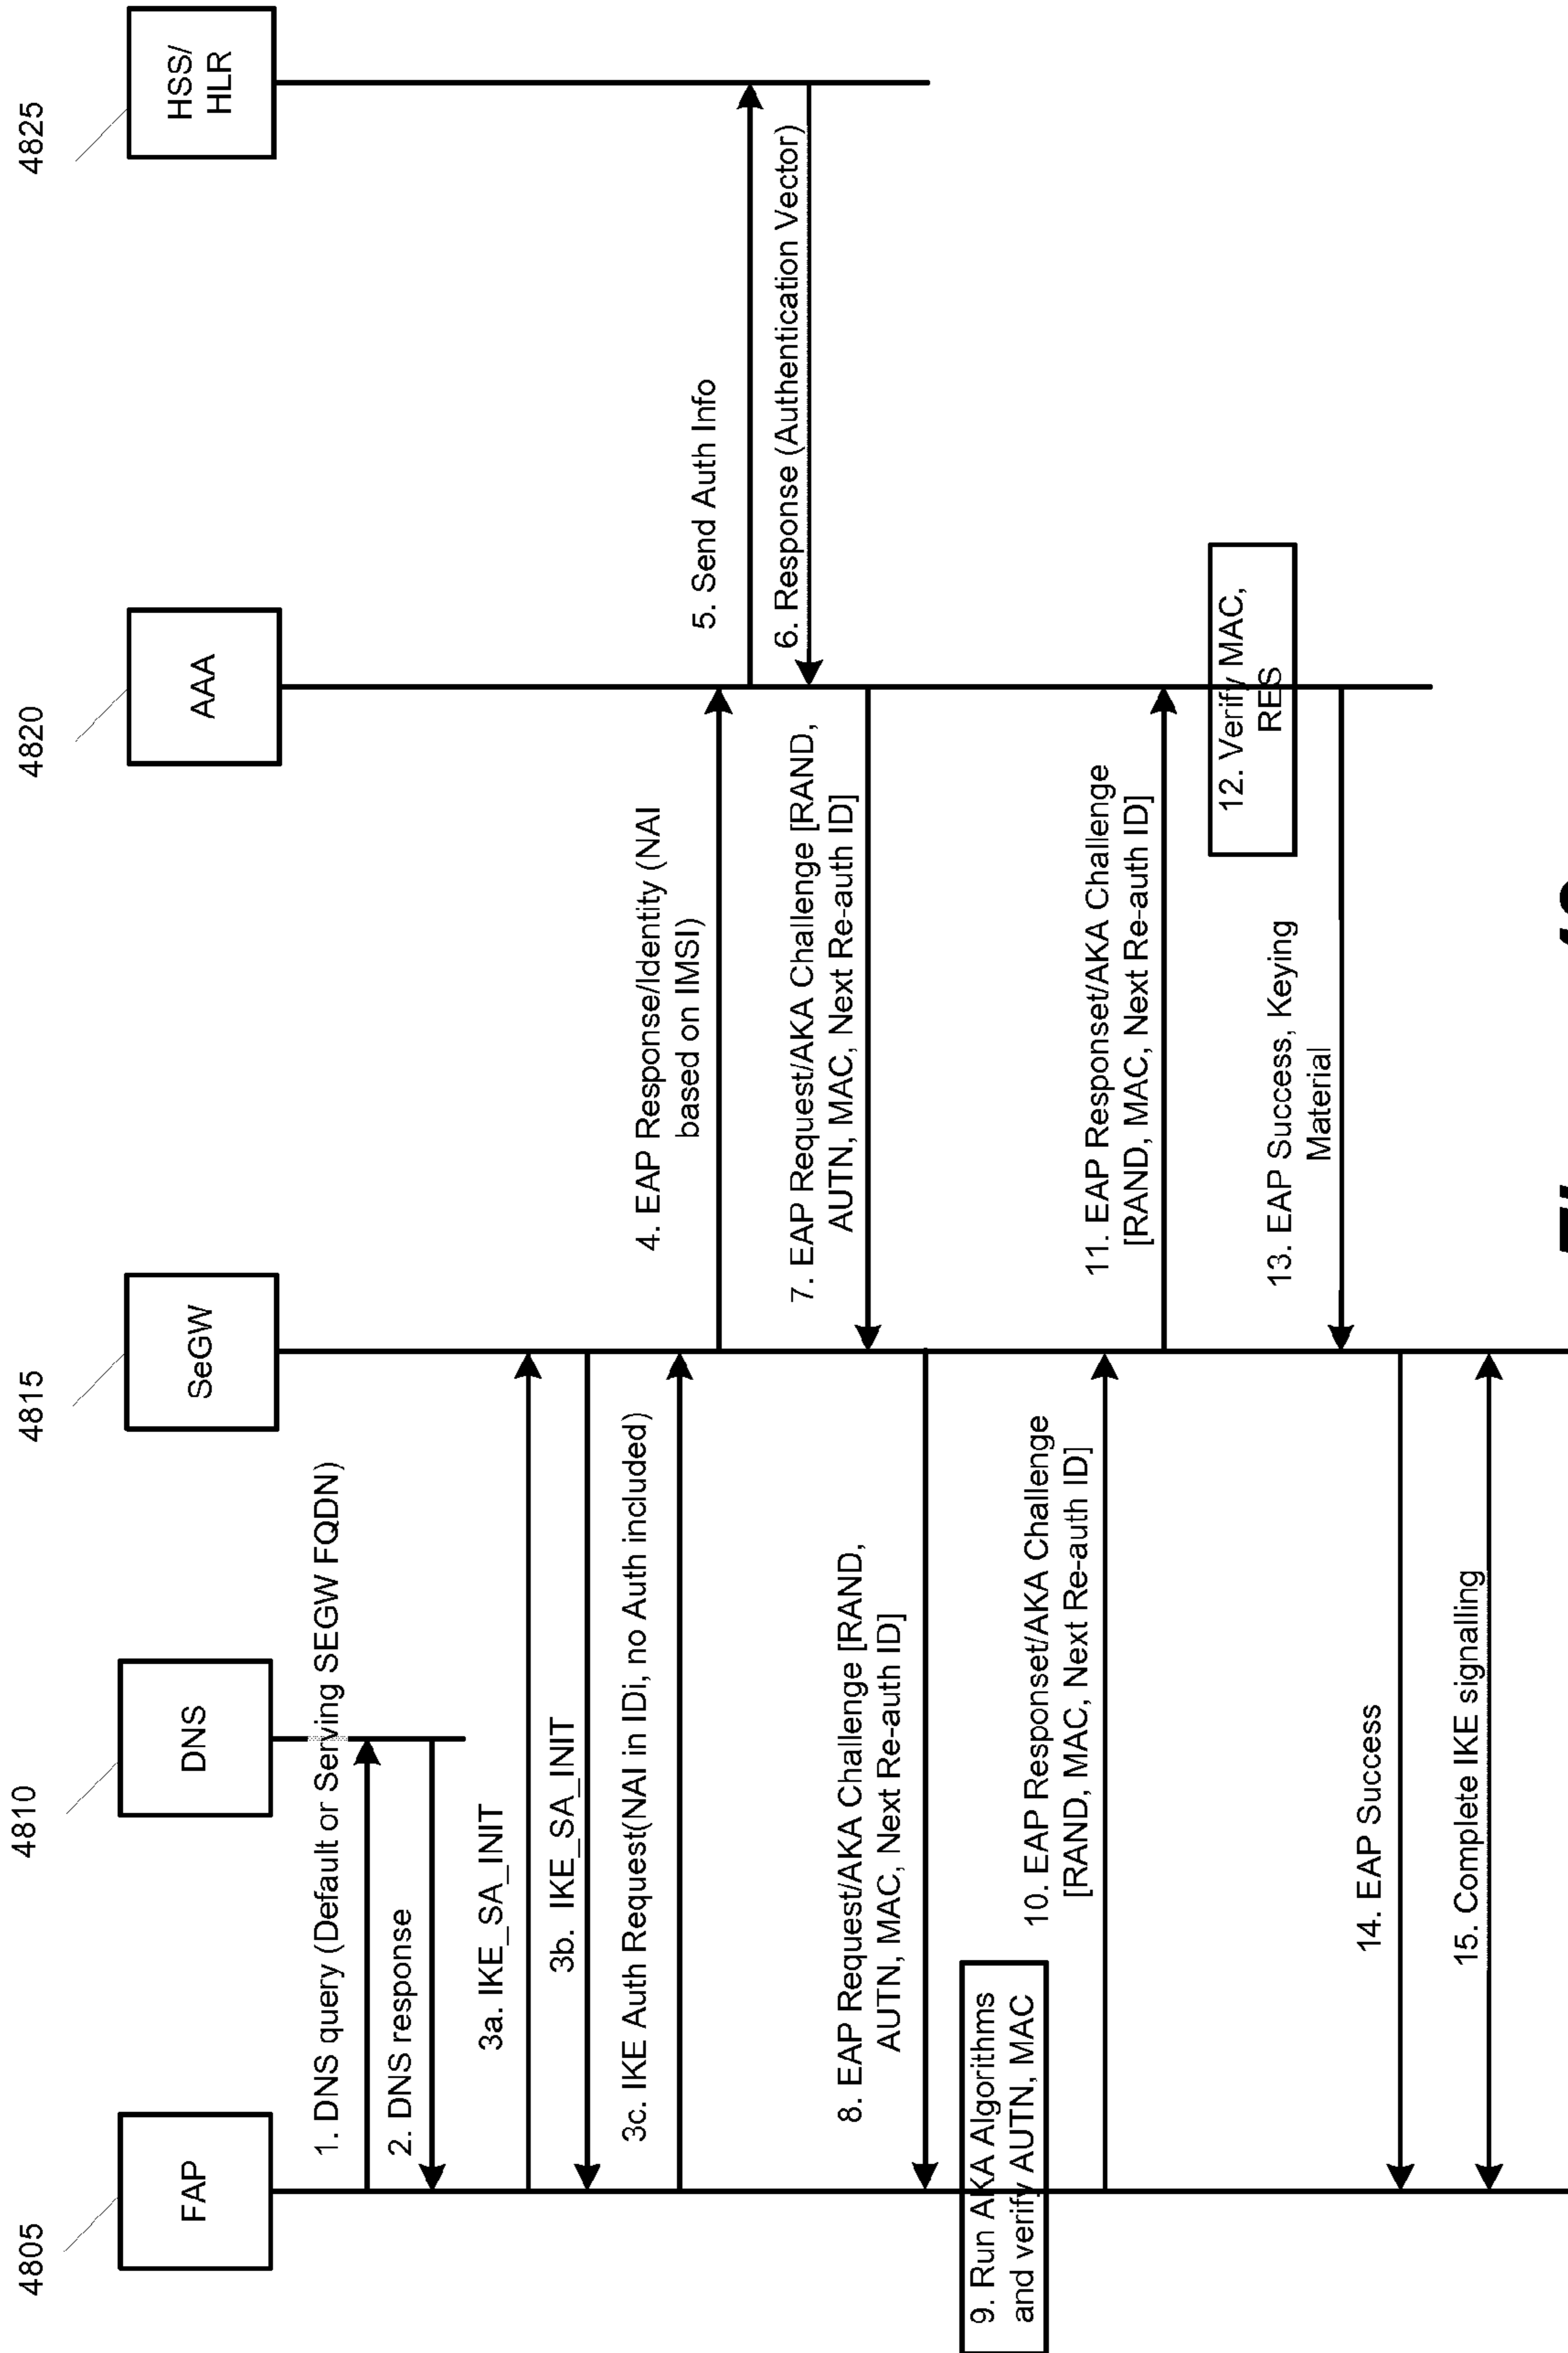 4805
4810
4815
4820
4825
FAP
DNS
SeGW
AAA
HSS/
HLR
1. DNS query (Default or Serving SEGW FQDN)
2. DNS response
3a. IKE_SA_INIT
3b. IKE_SA_INIT
3c. IKE Auth Request(NAI in IDi, no Auth included)
4. EAP Response/Identity (NAI
based on IMSI)
5. Send Auth Info
6. Response (Authentication Vector)
7. EAP Request/AKA Challenge [RAND,
AUTN, MAC, Next Re-auth ID]
8. EAP Request/AKA Challenge [RAND,
AUTN, MAC, Next Re-auth ID]
9. Run AKA Algorithms
and verify AUTN, MAC
10. EAP Responset/AKA Challenge
[RAND, MAC, Next Re-auth ID]
11. EAP Responset/AKA Challenge
[RAND, MAC, Next Re-auth ID]
12. Verify MAC,
RES
13. EAP Success, Keying
Material
14. EAP Success
15. Complete IKE signalling